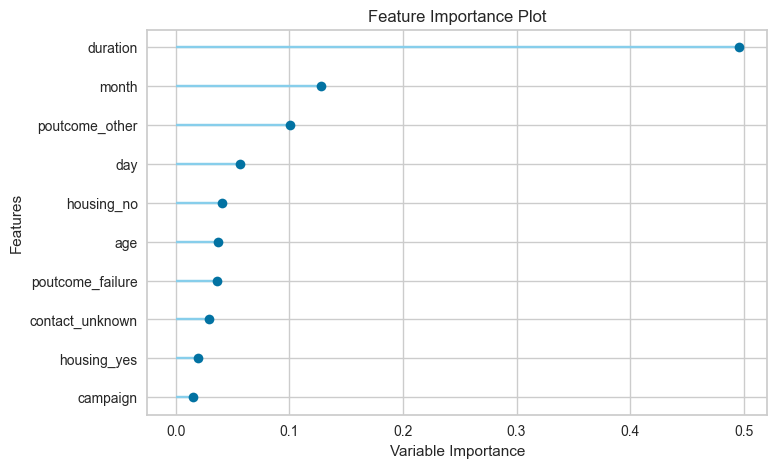 Feature Importance Plot
duration
month
poutcome_other
day
housing_no
age
poutcome_failure
contact_unknown
housing_yes
campaign
Features
0.0 0.1 0.2 0.3 0.4 0.5
Variable Importance